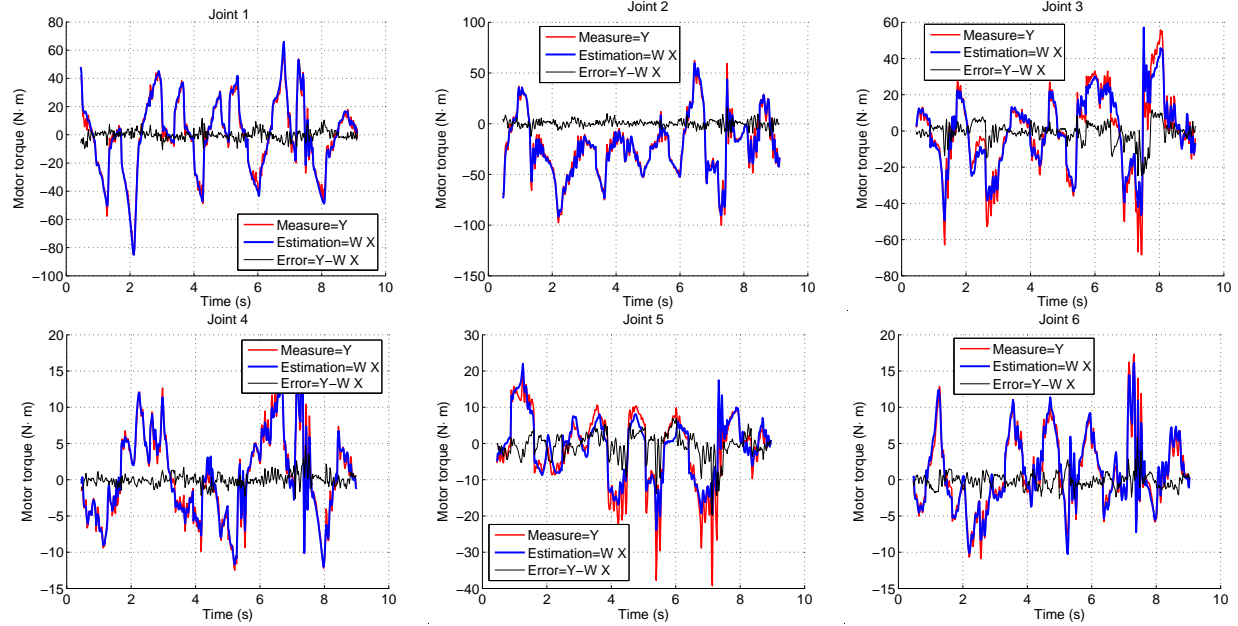 Joint 1
Motor torque (N· m)
60
40
20
0
−20
−40
−60
−80
−100
Measure=Y
Estimation=W X
Error=Y−W X
0 2 4 6 8 10
Time (s)
Joint 2
Motor torque (N· m)
100
50
0
−50
−100
−150
Measure=Y
Estimation=W X
Error=Y−W X
0 2 4 6 8 10
Time (s)
Joint 3
Motor torque (N· m)
60
40
20
0
−20
−40
−60
−80
Measure=Y
Estimation=W X
Error=Y−W X
0 2 4 6 8 10
Time (s)
Joint 4
Motor torque (N· m)
20
15
10
5
0
−5
−10
−15
Measure=Y
Estimation=W X
Error=Y−W X
0 2 4 6 8 10
Time (s)
Joint 5
Motor torque (N· m)
30
20
10
0
−10
−20
−30
−40
Measure=Y
Estimation=W X
Error=Y−W X
0 2 4 6 8 10
Time (s)
Joint 6
Motor torque (N· m)
20
15
10
5
0
−5
−10
−15
Measure=Y
Estimation=W X
Error=Y−W X
0 2 4 6 8 10
Time (s)